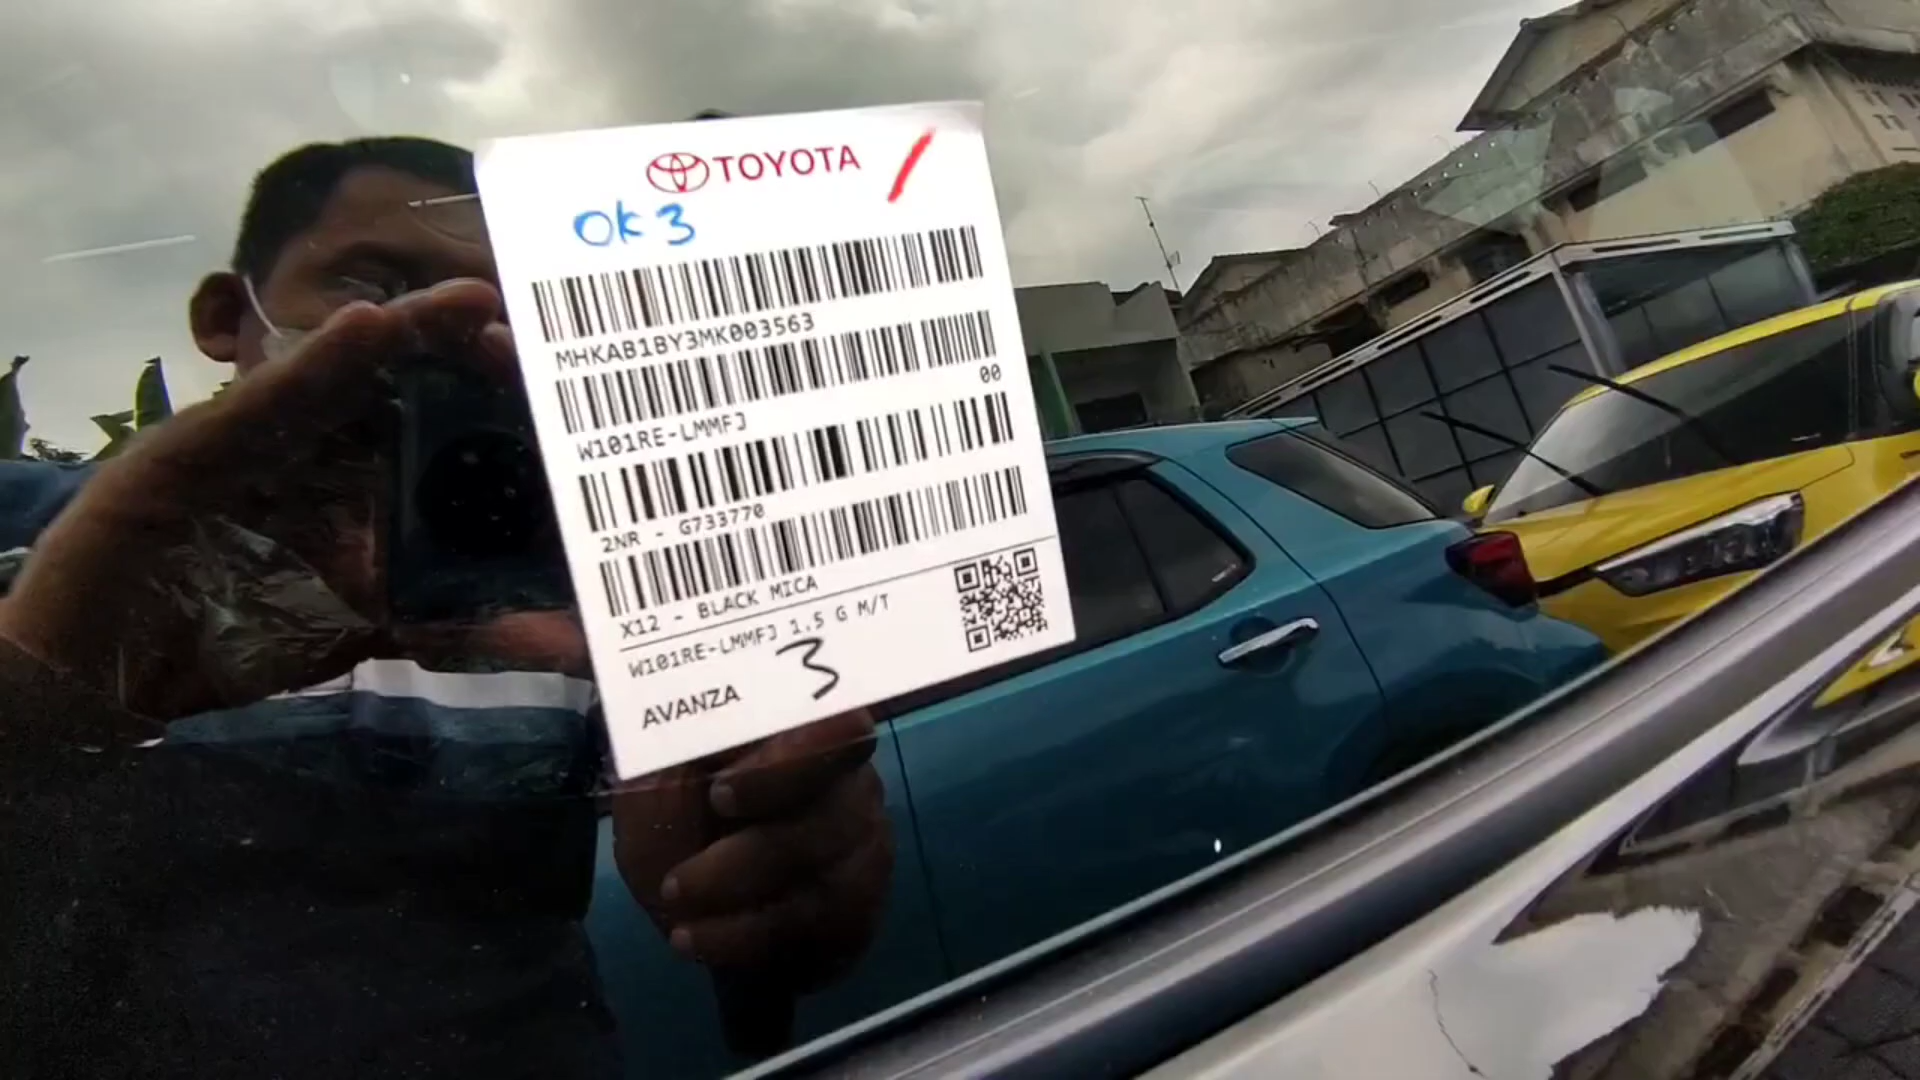 TOYOTA
OK 3
MHKAB1BY3MK003563
00
W101RE-LMMFJ
2NR - G733770
X12 - BLACK MICA
W101RE-LMMFJ 1.5 G M/T
AVANZA 3